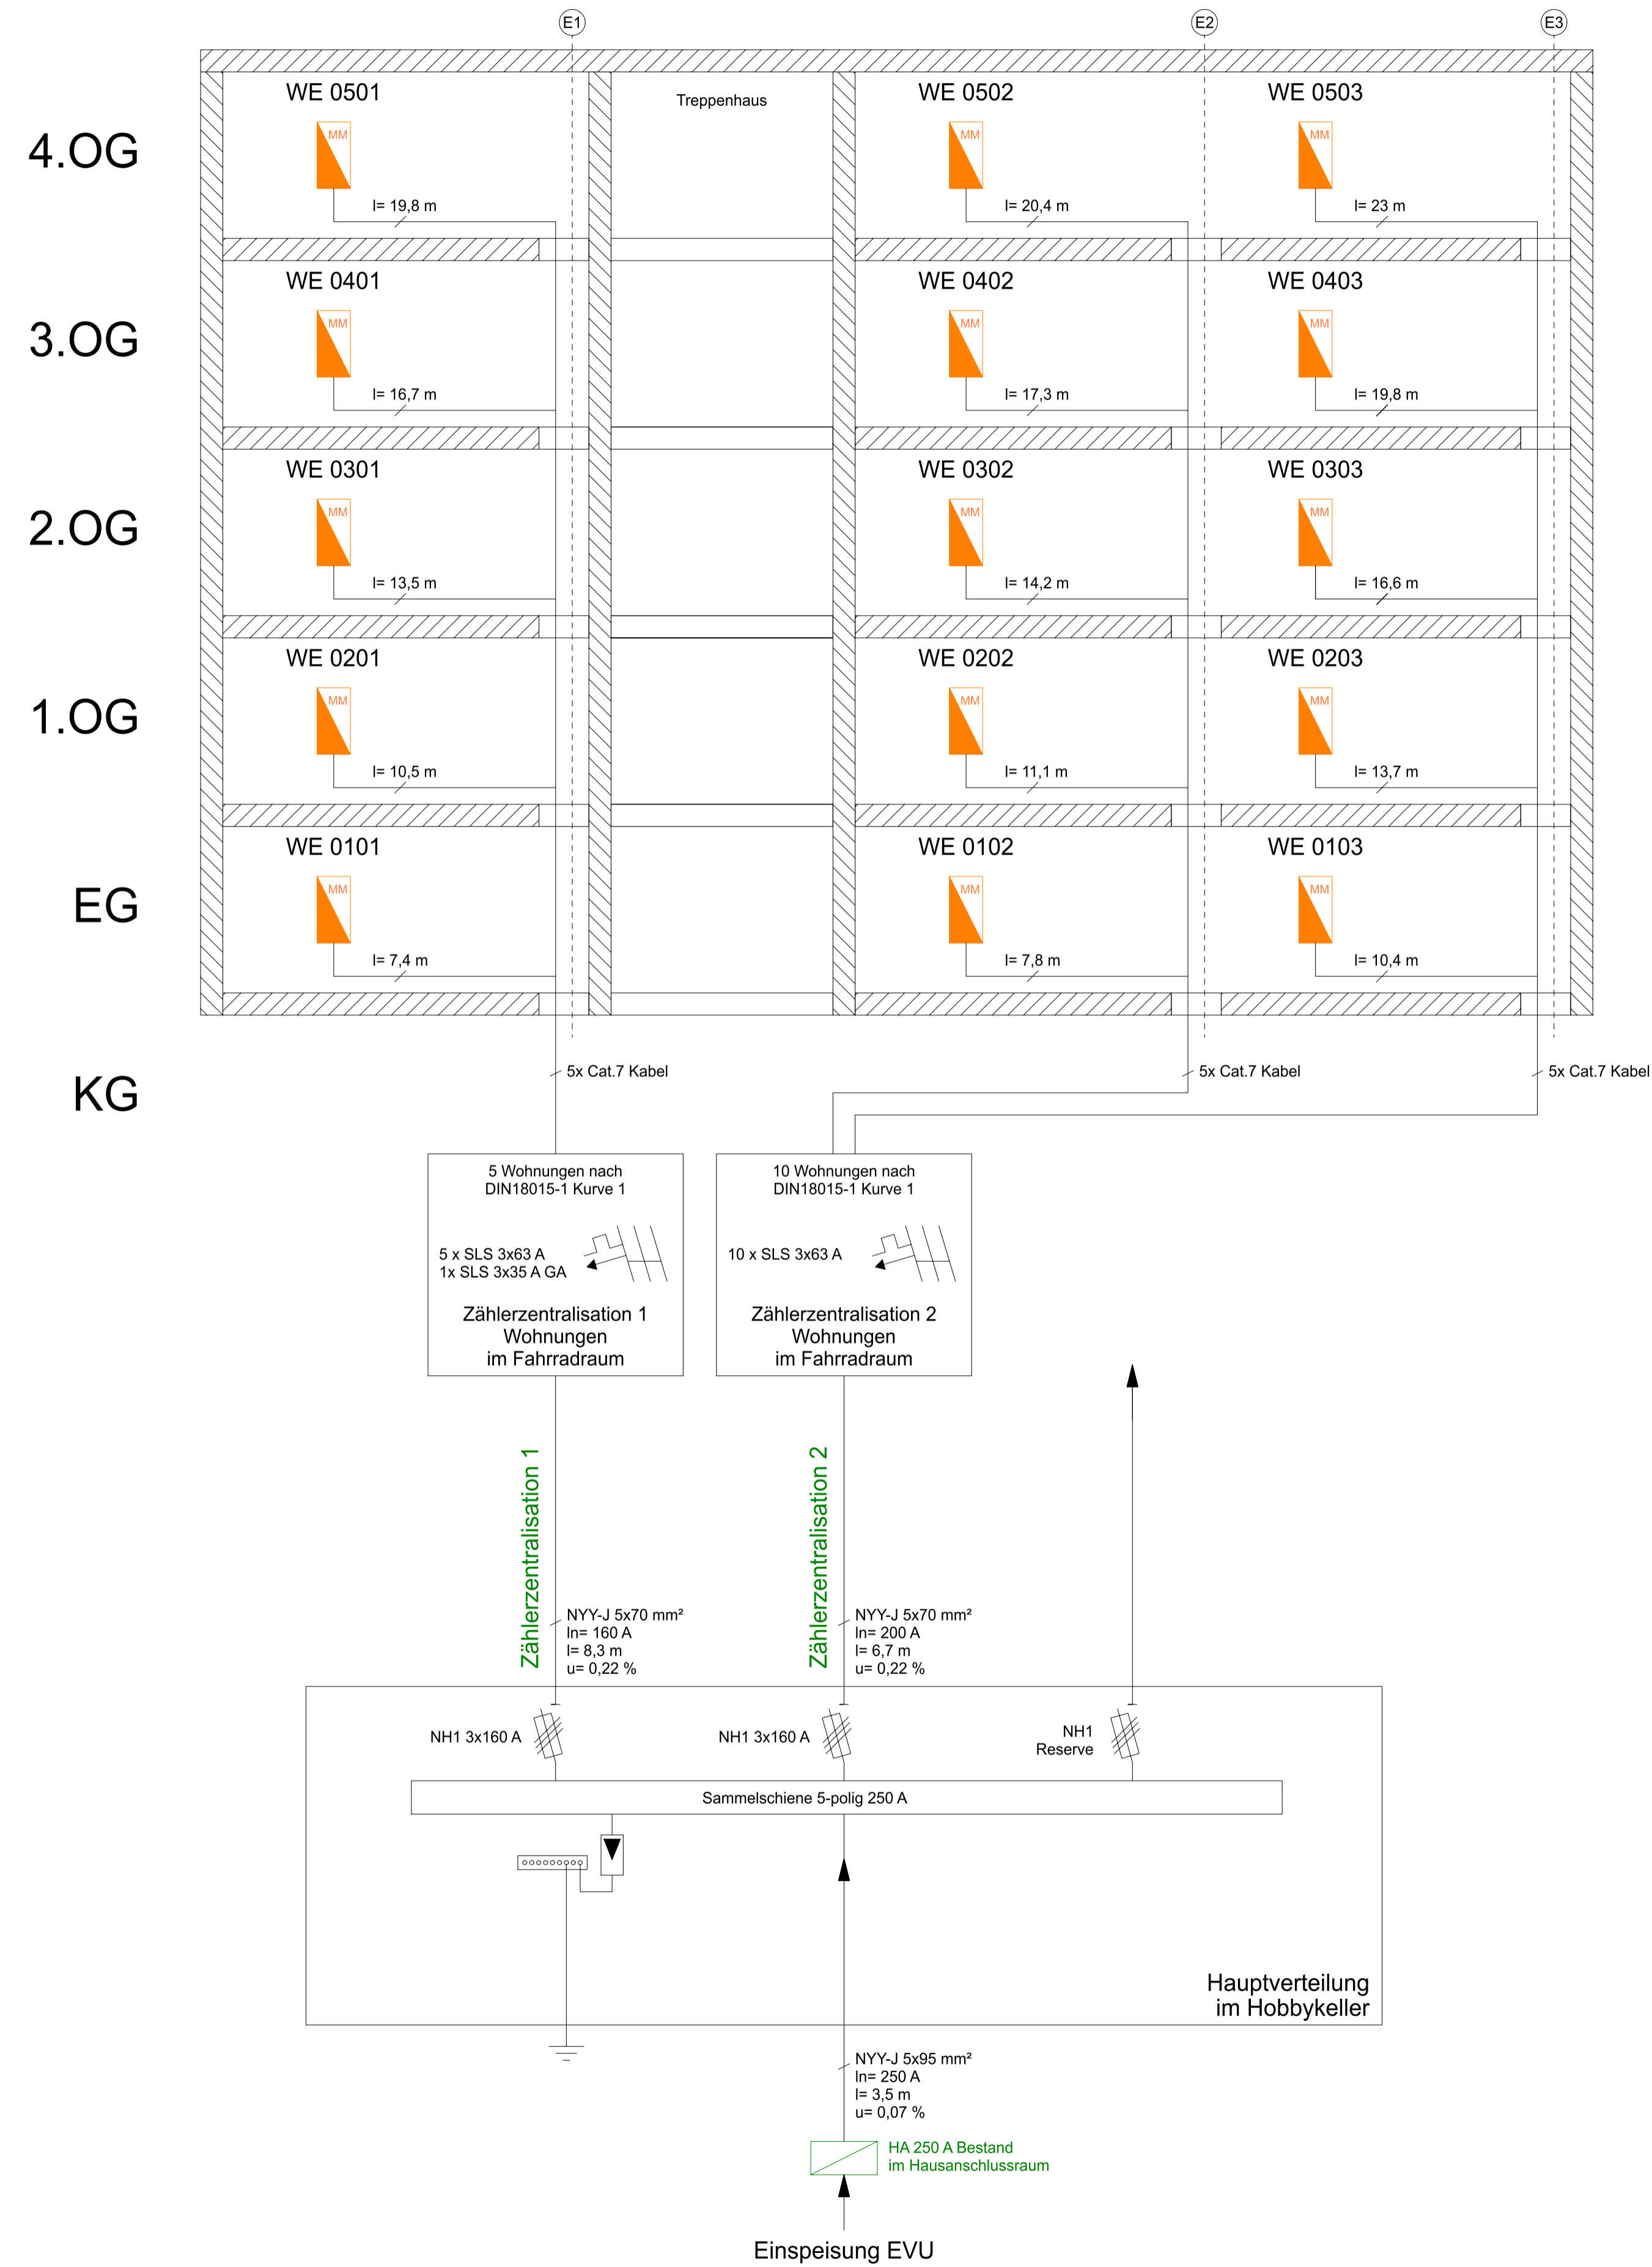 E1
E2
E3
4.OG
WE 0501
MM
l= 19,8 m
Treppenhaus
WE 0502
MM
l= 20,4 m
WE 0503
MM
l= 23 m
3.OG
WE 0401
MM
l= 16,7 m
WE 0402
MM
l= 17,3 m
WE 0403
MM
l= 19,8 m
2.OG
WE 0301
MM
l= 13,5 m
WE 0302
MM
l= 14,2 m
WE 0303
MM
l= 16,6 m
1.OG
WE 0201
MM
l= 10,5 m
WE 0202
MM
l= 11,1 m
WE 0203
MM
l= 13,7 m
EG
WE 0101
MM
l= 7,4 m
WE 0102
MM
l= 7,8 m
WE 0103
MM
l= 10,4 m
KG
5x Cat.7 Kabel
5x Cat.7 Kabel
5x Cat.7 Kabel
5 Wohnungen nach
DIN18015-1 Kurve 1
5 x SLS 3x63 A
1x SLS 3x35 A GA
Zählerzentralisation 1
Wohnungen
im Fahrradraum
10 Wohnungen nach
DIN18015-1 Kurve 1
10 x SLS 3x63 A
Zählerzentralisation 2
Wohnungen
im Fahrradraum
Zählerzentralisation 1
NYY-J 5x70 mm²
In= 160 A
l= 8,3 m
u= 0,22 %
Zählerzentralisation 2
NYY-J 5x70 mm²
In= 200 A
l= 6,7 m
u= 0,22 %
NH1 3x160 A
NH1 3x160 A
NH1
Reserve
Sammelschiene 5-polig 250 A
Hauptverteilung
im Hobbykeller
NYY-J 5x95 mm²
In= 250 A
l= 3,5 m
u= 0,07 %
HA 250 A Bestand
im Hausanschlussraum
Einspeisung EVU